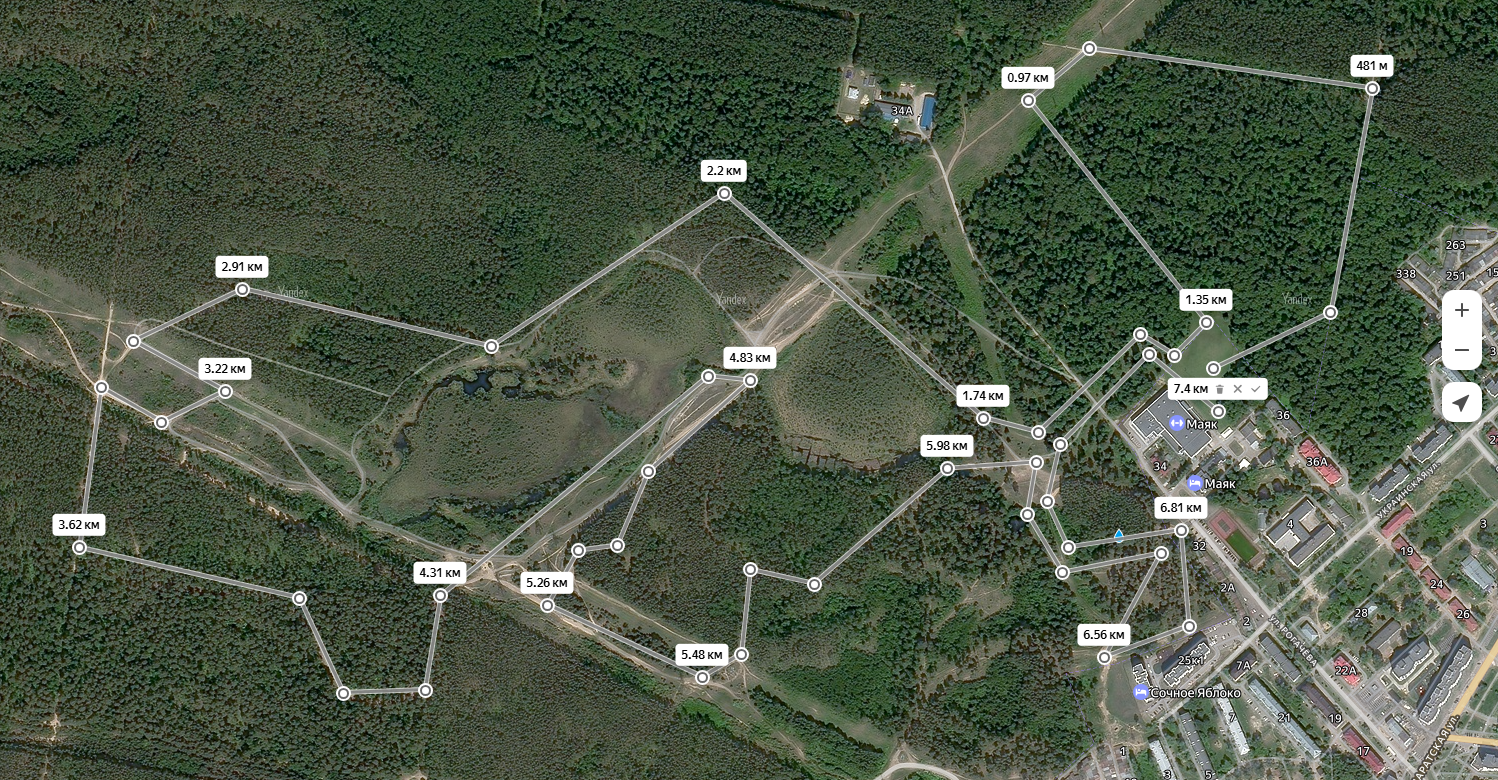 481 м
0.97 км
34А
2.2 км
263
338
251
2.91 км
Yandex
Yandex
Yandex
1.35 км
4.83 км
3.22 км
7.4 км
1.74 км
36
Маяк
5.98 км
34
36А
Маяк
УКРАИНСКАЯ ул.
6.81 км
3.62 км
4
3
32
19
4.31 км
5.26 км
2А
24
28
26
2
ул. РОГАЧЁВА
6.56 км
5.48 км
25к1
7А
22А
Сочное Яблоко
7
21
19
17
1
3
5